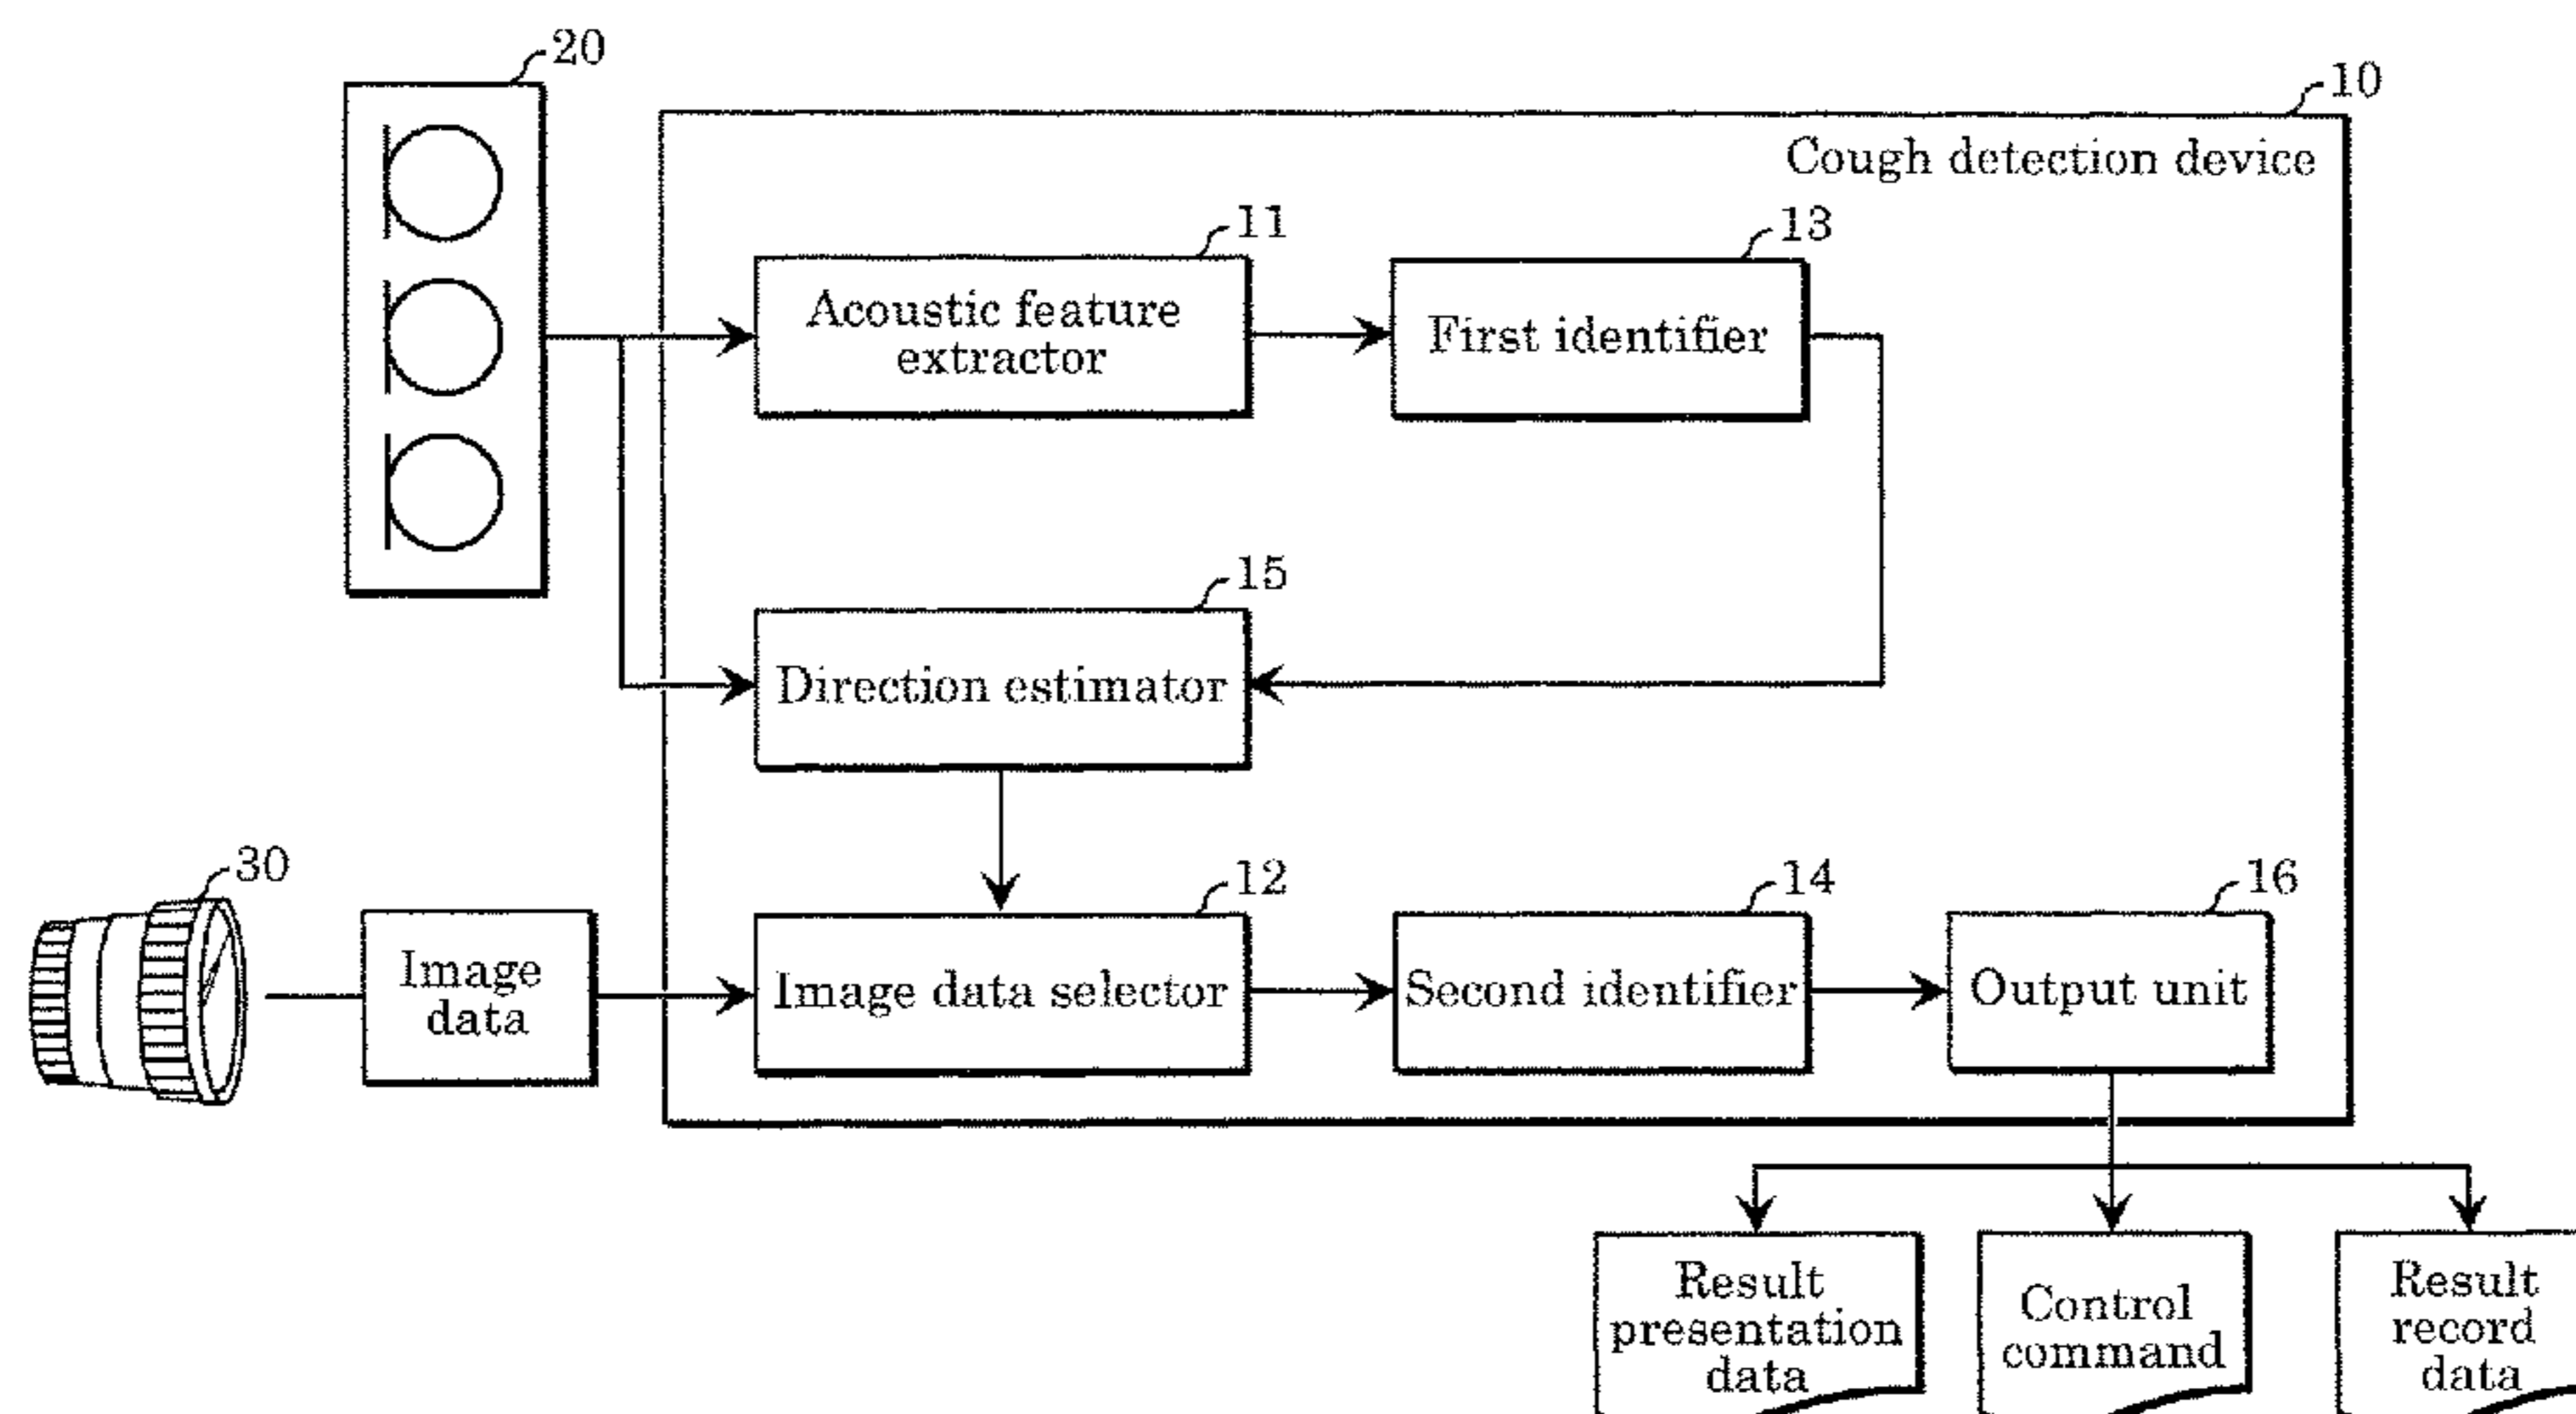 20
10
Cough detection device
11
13
Acoustic feature
extractor
First identifier
15
Direction estimator
30
12
14
16
Image
data
Image data selector
Second identifier
Output unit
Result
presentation
data
Control
command
Result
record
data